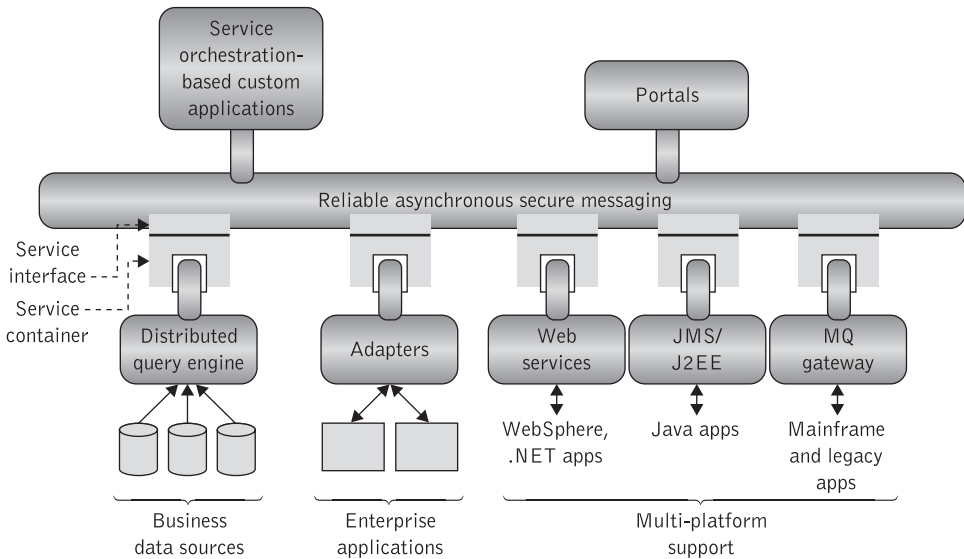 Service
orchestration-
based custom
applications
Portals
Reliable asynchronous secure messaging
Service
interface
Service
container
Distributed
query engine
Adapters
Web
services
JMS/
J2EE
MQ
gateway
WebSphere,
.NET apps
Java apps
Mainframe
and legacy
apps
Business
data sources
Enterprise
applications
Multi-platform
support